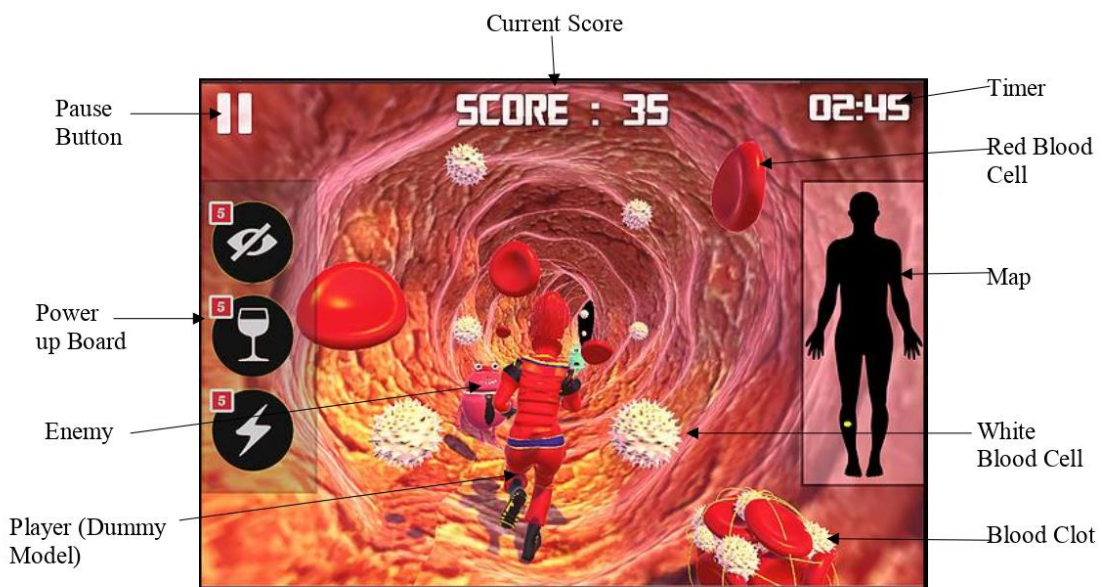 Current Score
Pause
Button
SCORE : 35
02:45
Timer
Red Blood
Cell
5
Map
5
Power
up Board
5
Enemy
White
Blood Cell
Player (Dummy
Model)
Blood Clot